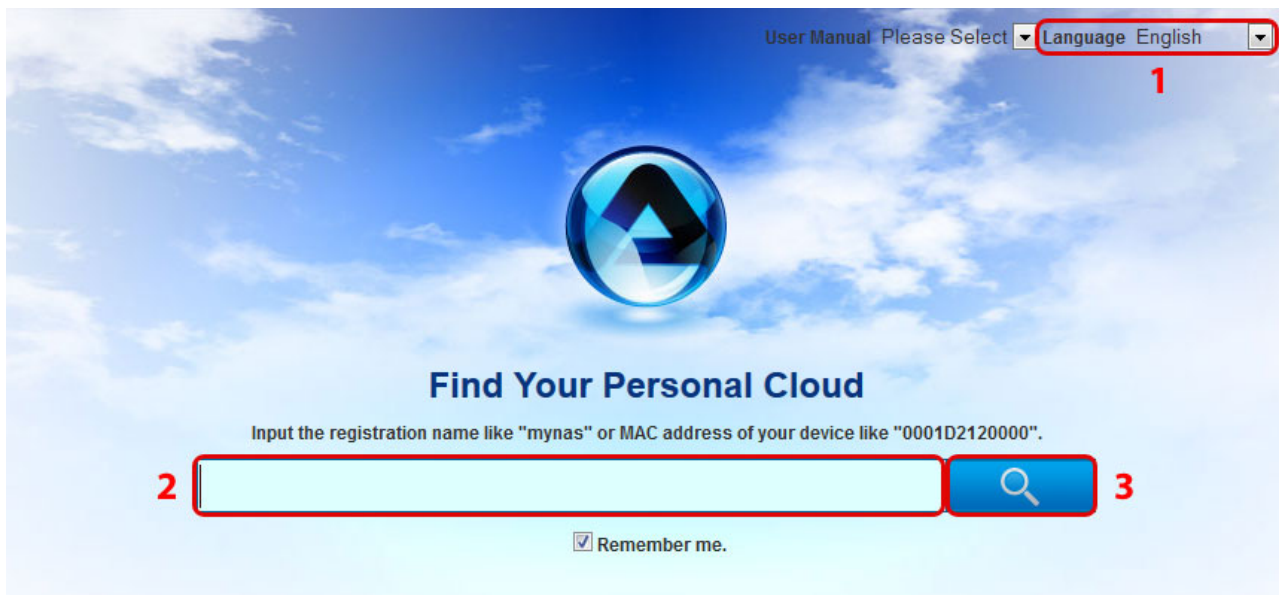 User Manual Please Select Language English
1
Find Your Personal Cloud
Input the registration name like "mynas" or MAC address of your device like "0001D2120000".
2
3
Remember me.